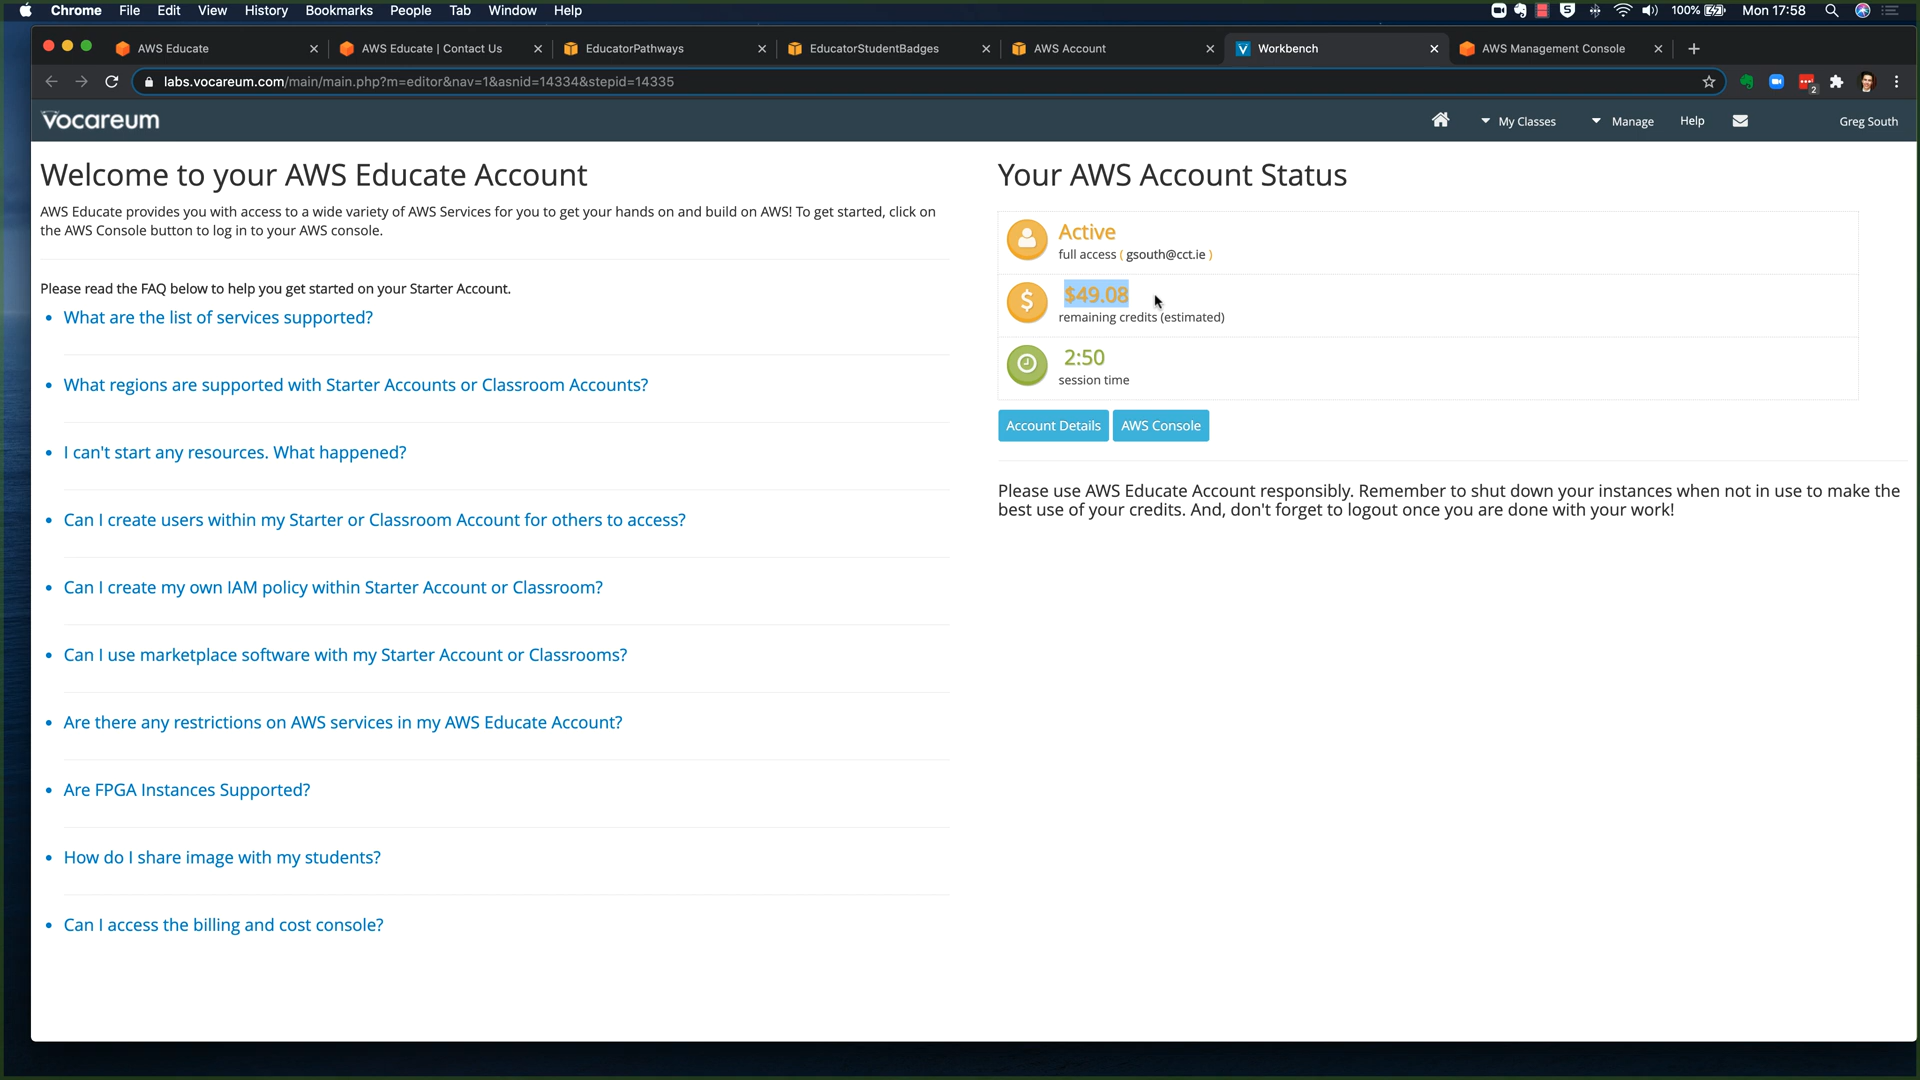 Chrome File Edit View History Bookmarks People Tab Window Help 100% Mon 17:58
AWS Educate AWS Educate | Contact Us EducatorPathways EducatorStudentBadges AWS Account Workbench AWS Management Console
labs.vocareum.com/main/main.php?m=editor&nav=1&asnid=14334&stepid=14335 2
vocareum My Classes Manage Help Greg South
Welcome to your AWS Educate Account
AWS Educate provides you with access to a wide variety of AWS Services for you to get your hands on and build on AWS! To get started, click on
the AWS Console button to log in to your AWS console.
Please read the FAQ below to help you get started on your Starter Account.
• What are the list of services supported?
• What regions are supported with Starter Accounts or Classroom Accounts?
• I can't start any resources. What happened?
• Can I create users within my Starter or Classroom Account for others to access?
• Can I create my own IAM policy within Starter Account or Classroom?
• Can I use marketplace software with my Starter Account or Classrooms?
• Are there any restrictions on AWS services in my AWS Educate Account?
• Are FPGA Instances Supported?
• How do I share image with my students?
• Can I access the billing and cost console?
Your AWS Account Status
Active
full access ( gsouth@cct.ie )
$49.08
remaining credits (estimated)
2:50
session time
Account Details AWS Console
Please use AWS Educate Account responsibly. Remember to shut down your instances when not in use to make the
best use of your credits. And, don't forget to logout once you are done with your work!